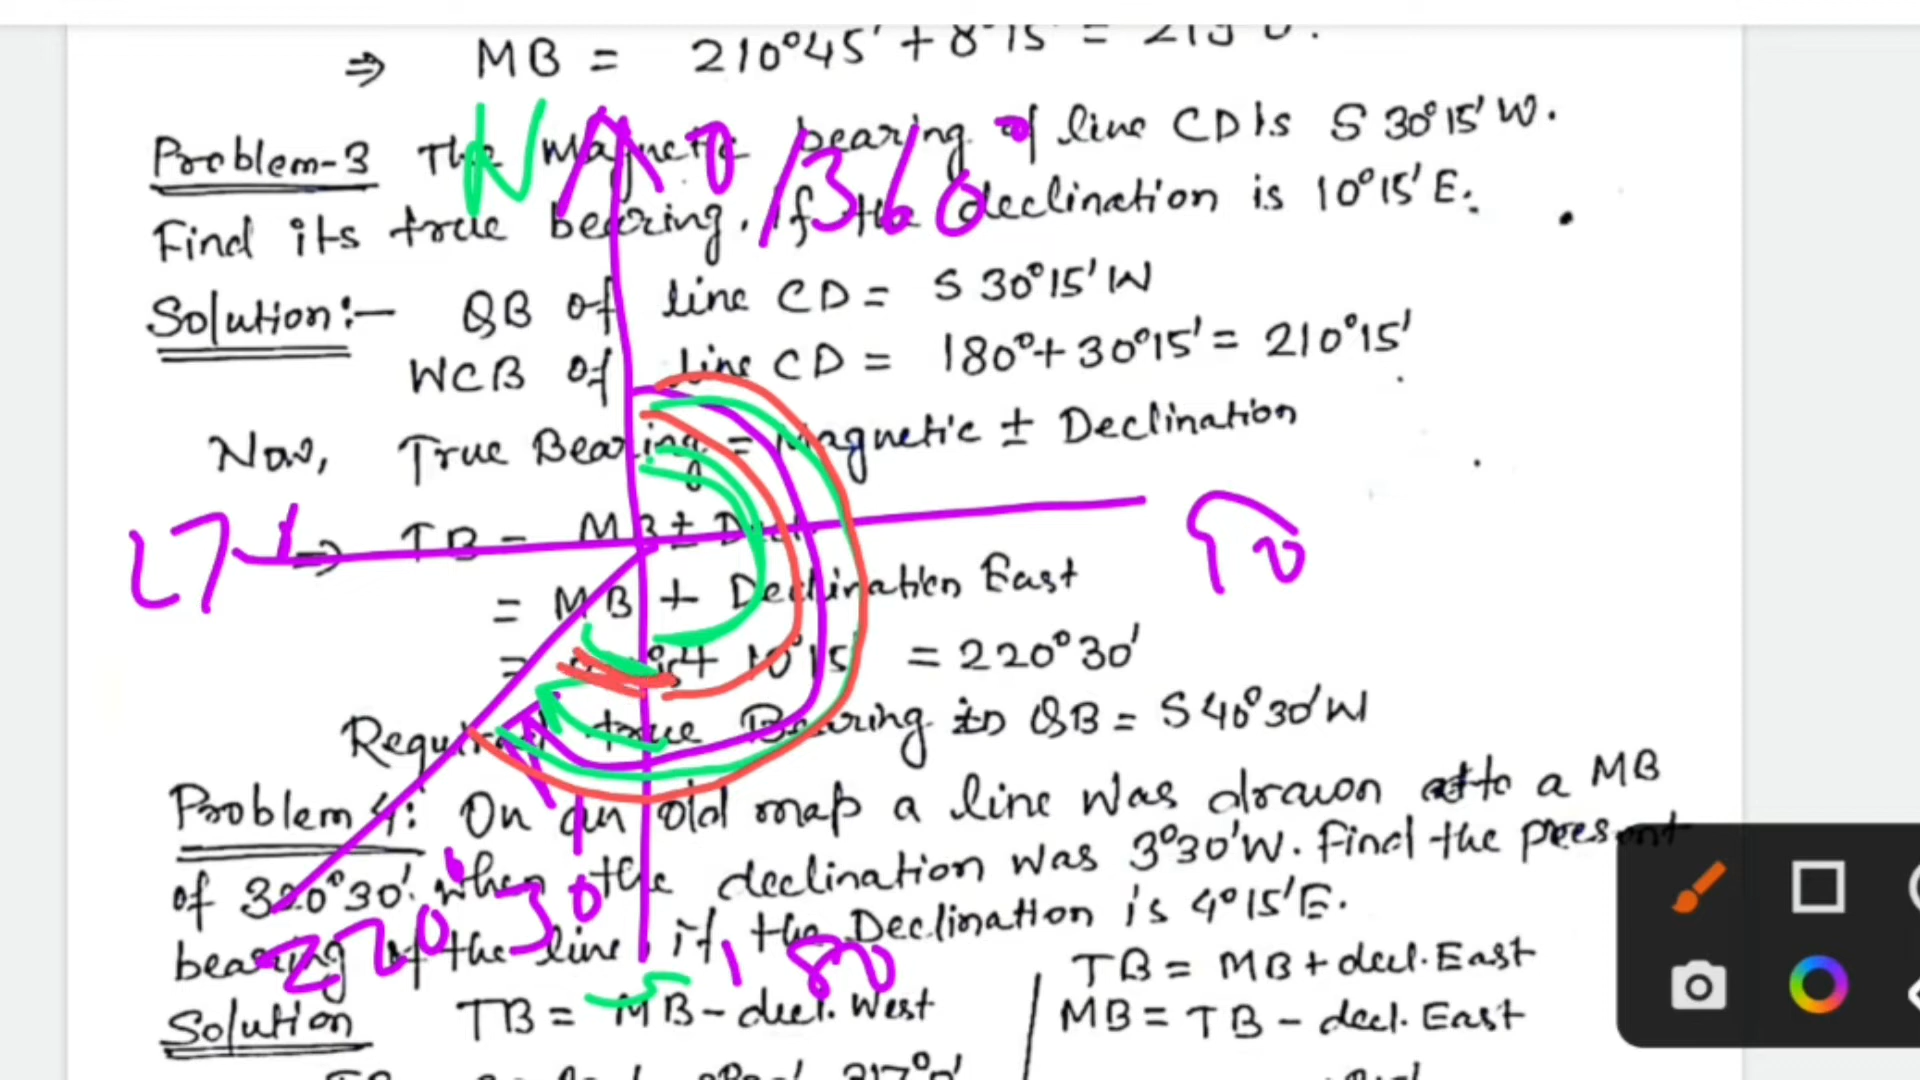 ⇒ MB = 210°45' + 8°15' =
Problem-3 The Magnetic bearing of line CD is S 30°15' W.
Find its true bearing, if the declination is 10°15' E.
N 0/360
Solution:- QB of line CD = S 30°15' W
WCB of line CD = 180° + 30°15' = 210°15'
Now, True Bearing = Magnetic ± Declination
⇒ TB = MB ±
= MB + Declination East
= + 10°15' = 220°30'
true Bearing in QB = S 40°30' W
Problem 4: On an old map a line was drawn to a MB
of 320°30' when the declination was 3°30' W. Find the present
bearing of the line if the Declination is 4°15' E.
220°30'
180
S
Solution TB = MB - decl. West
TB = MB + decl. East
MB = TB - decl. East